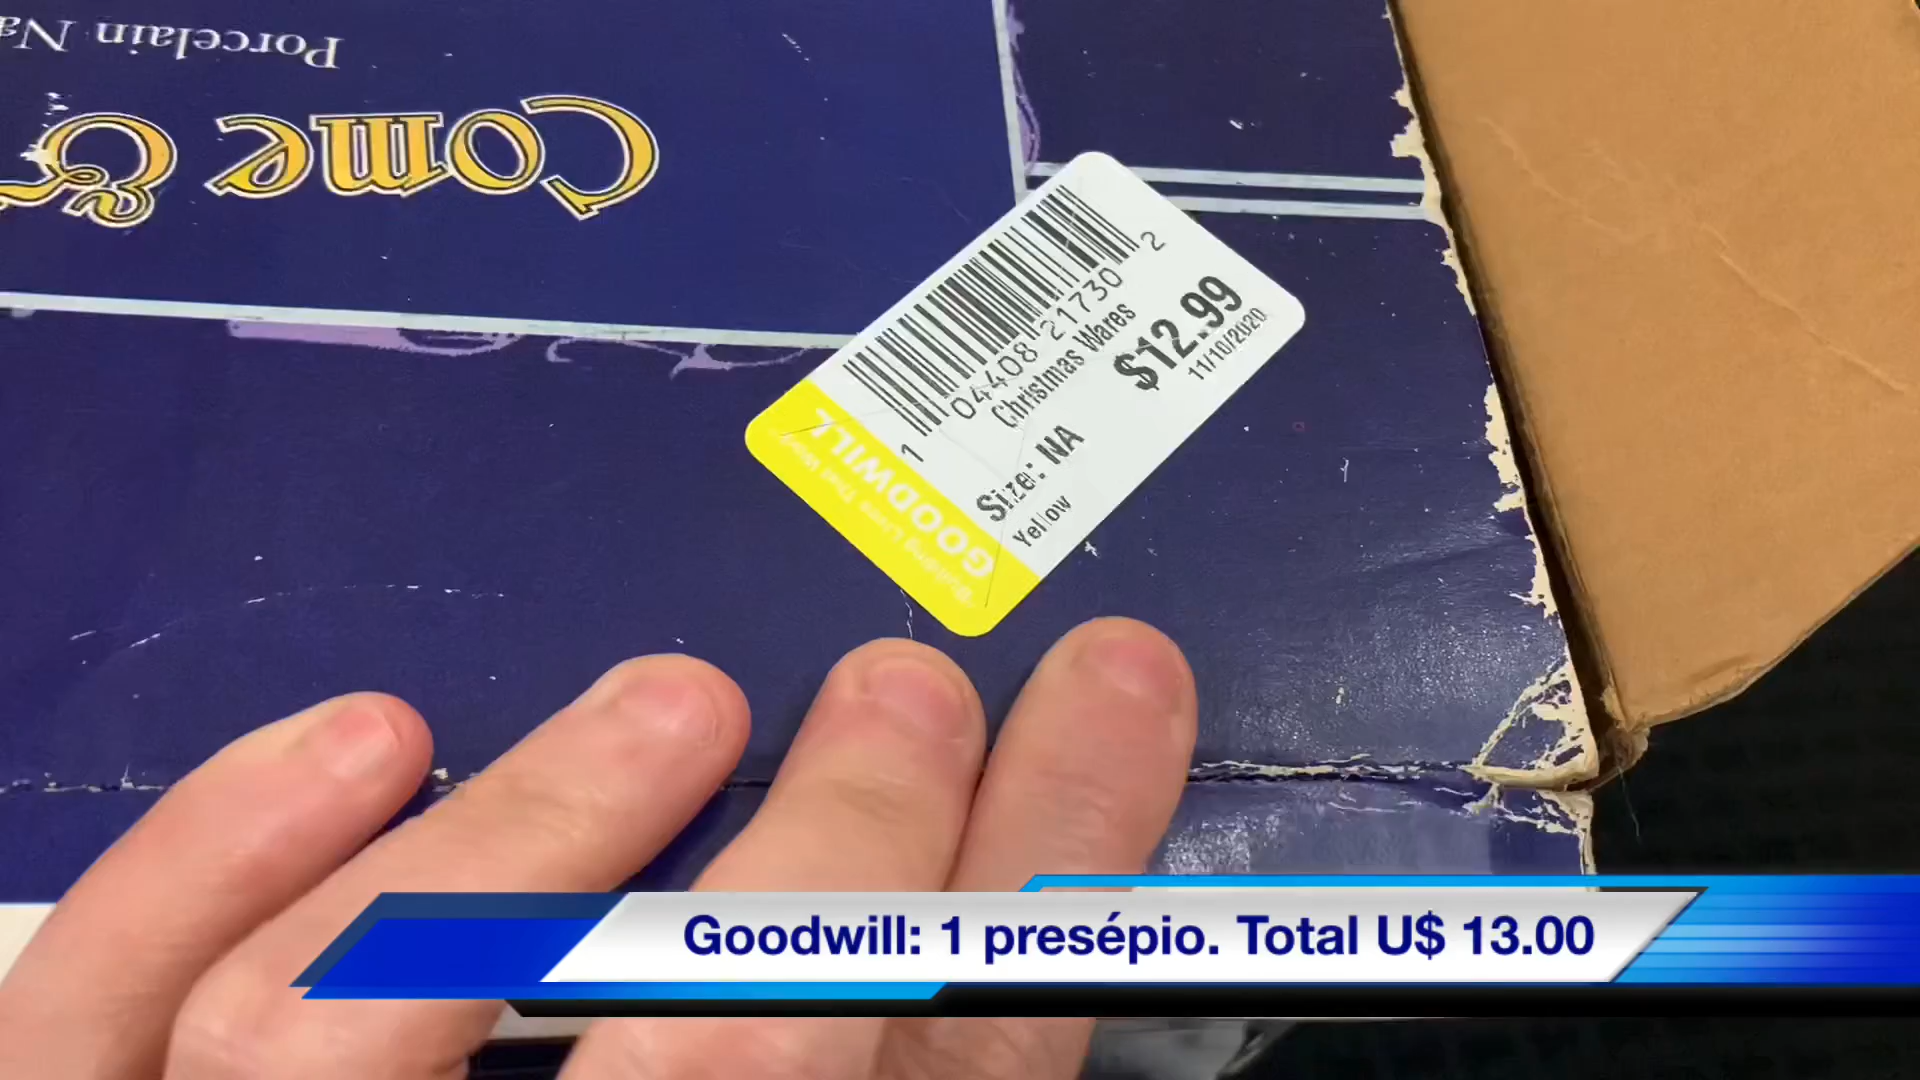 Porcelain Na
Come &
1 04408 21730 2
Christmas Wares
$12.99
11/10/2020
Size: NA
Yellow
GOODWILL
Goodwill: 1 presépio. Total U$ 13.00